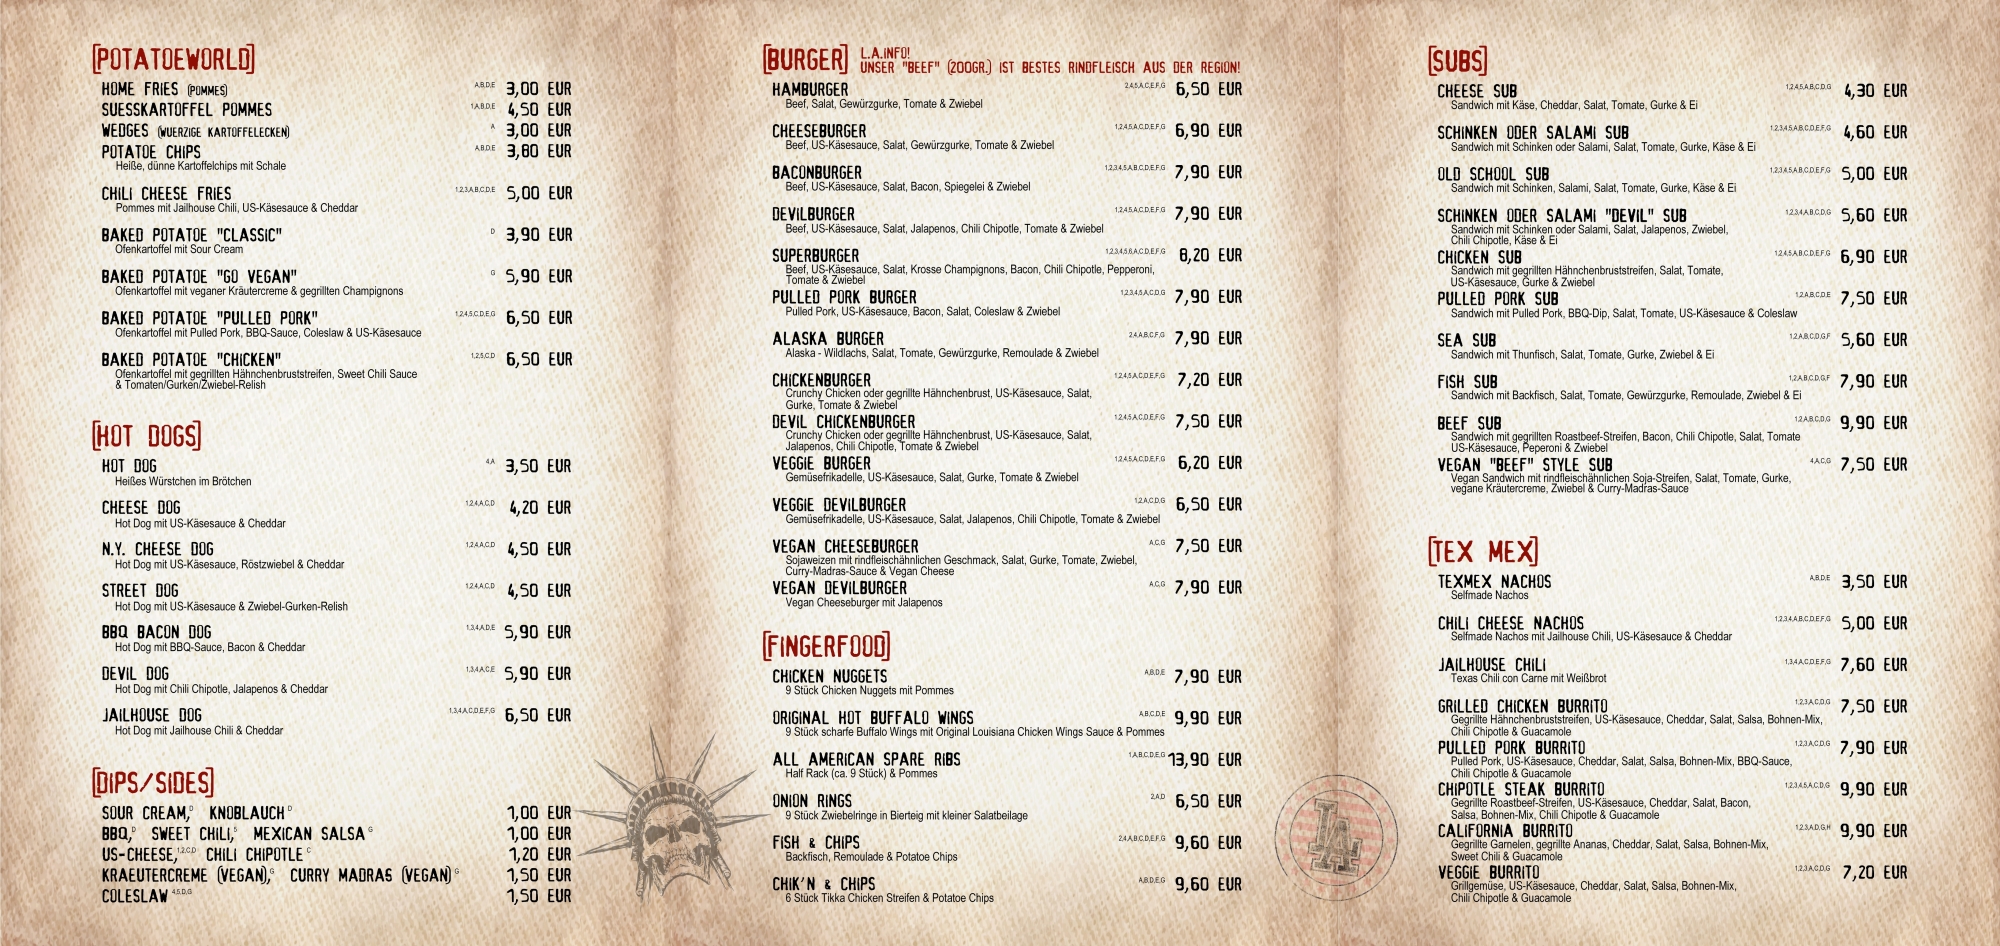 [POTATOEWORLD]
HOME FRIES (POMMES) A,B,D,E 3,00 EUR
SUESSKARTOFFEL POMMES 1,A,B,D,E 4,50 EUR
WEDGES (WUERZIGE KARTOFFELECKEN) A 3,00 EUR
POTATOE CHIPS A,B,D,E 3,80 EUR
Heiße, dünne Kartoffelchips mit Schale
CHILI CHEESE FRIES 1,2,3,A,B,C,D,E 5,00 EUR
Pommes mit Jailhouse Chili, US-Käsesauce & Cheddar
BAKED POTATOE "CLASSIC" D 3,90 EUR
Ofenkartoffel mit Sour Cream
BAKED POTATOE "GO VEGAN" G 5,90 EUR
Ofenkartoffel mit veganer Kräutercreme & gegrillten Champignons
BAKED POTATOE "PULLED PORK" 1,2,4,5,C,D,E,G 6,50 EUR
Ofenkartoffel mit Pulled Pork, BBQ-Sauce, Coleslaw & US-Käsesauce
BAKED POTATOE "CHICKEN" 1,2,5,C,D 6,50 EUR
Ofenkartoffel mit gegrillten Hähnchenbruststreifen, Sweet Chili Sauce
& Tomaten/Gurken/Zwiebel-Relish
[HOT DOGS]
HOT DOG 4,A 3,50 EUR
Heißes Würstchen im Brötchen
CHEESE DOG 1,2,4,A,C,D 4,20 EUR
Hot Dog mit US-Käsesauce & Cheddar
N.Y. CHEESE DOG 1,2,4,A,C,D 4,50 EUR
Hot Dog mit US-Käsesauce, Röstzwiebel & Cheddar
STREET DOG 1,2,4,A,C,D 4,50 EUR
Hot Dog mit US-Käsesauce & Zwiebel-Gurken-Relish
BBQ BACON DOG 1,3,4,A,D,E 5,90 EUR
Hot Dog mit BBQ-Sauce, Bacon & Cheddar
DEVIL DOG 1,3,4,A,C,E 5,90 EUR
Hot Dog mit Chili Chipotle, Jalapenos & Cheddar
JAILHOUSE DOG 1,3,4,A,C,D,E,F,G 6,50 EUR
Hot Dog mit Jailhouse Chili & Cheddar
[DIPS/SIDES]
SOUR CREAM, D KNOBLAUCH D 1,00 EUR
BBQ, D SWEET CHILI, 5 MEXICAN SALSA G 1,00 EUR
US-CHEESE, 1,2,C,D CHILI CHIPOTLE C 1,20 EUR
KRAEUTERCREME (VEGAN), G CURRY MADRAS (VEGAN) G 1,50 EUR
COLESLAW 4,5,D,G 1,50 EUR
[BURGER] L.A.INFO!
UNSER "BEEF" (200GR.) IST BESTES RINDFLEISCH AUS DER REGION!
HAMBURGER 2,4,5,A,C,E,F,G 6,50 EUR
Beef, Salat, Gewürzgurke, Tomate & Zwiebel
CHEESEBURGER 1,2,4,5,A,C,D,E,F,G 6,90 EUR
Beef, US-Käsesauce, Salat, Gewürzgurke, Tomate & Zwiebel
BACONBURGER 1,2,3,4,5,A,C,D,E,F,G 7,90 EUR
Beef, US-Käsesauce, Salat, Bacon, Spiegelei & Zwiebel
DEVILBURGER 1,2,4,5,A,C,D,E,F,G 7,90 EUR
Beef, US-Käsesauce, Salat, Jalapenos, Chili Chipotle, Tomate & Zwiebel
SUPERBURGER 1,2,3,4,5,6,A,C,D,E,F,G 8,20 EUR
Beef, US-Käsesauce, Salat, Krosse Champignons, Bacon, Chili Chipotle, Pepperoni,
Tomate & Zwiebel
PULLED PORK BURGER 1,2,3,4,5,A,C,D,G 7,90 EUR
Pulled Pork, US-Käsesauce, Bacon, Salat, Coleslaw & Zwiebel
ALASKA BURGER 2,4,A,B,C,F,G 7,90 EUR
Alaska - Wildlachs, Salat, Tomate, Gewürzgurke, Remoulade & Zwiebel
CHICKENBURGER 1,2,4,5,A,C,D,E,F,G 7,20 EUR
Crunchy Chicken oder gegrillte Hähnchenbrust, US-Käsesauce, Salat,
Gurke, Tomate & Zwiebel
DEVIL CHICKENBURGER 1,2,4,5,A,C,D,E,F,G 7,50 EUR
Crunchy Chicken oder gegrillte Hähnchenbrust, US-Käsesauce, Salat,
Jalapenos, Chili Chipotle, Tomate & Zwiebel
VEGGIE BURGER 1,2,4,5,A,C,D,E,F,G 6,20 EUR
Gemüsefrikadelle, US-Käsesauce, Salat, Gurke, Tomate & Zwiebel
VEGGIE DEVILBURGER 1,2,A,C,D,G 6,50 EUR
Gemüsefrikadelle, US-Käsesauce, Salat, Jalapenos, Chili Chipotle, Tomate & Zwiebel
VEGAN CHEESEBURGER A,C,G 7,50 EUR
Sojaweizen mit rindfleischähnlichen Geschmack, Salat, Gurke, Tomate, Zwiebel,
Curry-Madras-Sauce & Vegan Cheese
VEGAN DEVILBURGER A,C,G 7,90 EUR
Vegan Cheeseburger mit Jalapenos
[FINGERFOOD]
CHICKEN NUGGETS A,B,D,E 7,90 EUR
9 Stück Chicken Nuggets mit Pommes
ORIGINAL HOT BUFFALO WINGS A,B,C,D,E 9,90 EUR
9 Stück scharfe Buffalo Wings mit Original Louisiana Chicken Wings Sauce & Pommes
ALL AMERICAN SPARE RIBS 1,A,B,C,D,E,G 13,90 EUR
Half Rack (ca. 9 Stück) & Pommes
ONION RINGS 2,A,D 6,50 EUR
9 Stück Zwiebelringe in Bierteig mit kleiner Salatbeilage
FISH & CHIPS 2,4,A,B,C,D,E,F,G 9,60 EUR
Backfisch, Remoulade & Potatoe Chips
CHIK'N & CHIPS A,B,D,E,G 9,60 EUR
6 Stück Tikka Chicken Streifen & Potatoe Chips
LA
[SUBS]
CHEESE SUB 1,2,4,5,A,B,C,D,G 4,30 EUR
Sandwich mit Käse, Cheddar, Salat, Tomate, Gurke & Ei
SCHINKEN ODER SALAMI SUB 1,2,3,4,5,A,B,C,D,E,F,G 4,60 EUR
Sandwich mit Schinken oder Salami, Salat, Tomate, Gurke, Käse & Ei
OLD SCHOOL SUB 1,2,3,4,5,A,B,C,D,E,F,G 5,00 EUR
Sandwich mit Schinken, Salami, Salat, Tomate, Gurke, Käse & Ei
SCHINKEN ODER SALAMI "DEVIL" SUB 1,2,3,4,A,B,C,D,G 5,60 EUR
Sandwich mit Schinken oder Salami, Salat, Jalapenos, Zwiebel,
Chili Chipotle, Käse & Ei
CHICKEN SUB 1,2,4,5,A,B,C,D,E,F,G 6,90 EUR
Sandwich mit gegrillten Hähnchenbruststreifen, Salat, Tomate,
US-Käsesauce, Gurke & Zwiebel
PULLED PORK SUB 1,2,A,B,C,D,E 7,50 EUR
Sandwich mit Pulled Pork, BBQ-Dip, Salat, Tomate, US-Käsesauce & Coleslaw
SEA SUB 1,2,A,B,C,D,G,F 5,60 EUR
Sandwich mit Thunfisch, Salat, Tomate, Gurke, Zwiebel & Ei
FISH SUB 1,2,A,B,C,D,G,F 7,90 EUR
Sandwich mit Backfisch, Salat, Tomate, Gewürzgurke, Remoulade, Zwiebel & Ei
BEEF SUB 1,2,A,B,C,D,G 9,90 EUR
Sandwich mit gegrillten Roastbeef-Streifen, Bacon, Chili Chipotle, Salat, Tomate
US-Käsesauce, Peperoni & Zwiebel
VEGAN "BEEF" STYLE SUB 4,A,C,G 7,50 EUR
Vegan Sandwich mit rindfleischähnlichen Soja-Streifen, Salat, Tomate, Gurke,
vegane Kräutercreme, Zwiebel & Curry-Madras-Sauce
[TEX MEX]
TEXMEX NACHOS A,B,D,E 3,50 EUR
Selfmade Nachos
CHILI CHEESE NACHOS 1,2,3,4,A,B,C,D,E,F,G 5,00 EUR
Selfmade Nachos mit Jailhouse Chili, US-Käsesauce & Cheddar
JAILHOUSE CHILI 1,3,4,A,C,D,E,F,G 7,60 EUR
Texas Chili con Carne mit Weißbrot
GRILLED CHICKEN BURRITO 1,2,3,A,C,D,G 7,50 EUR
Gegrillte Hähnchenbruststreifen, US-Käsesauce, Cheddar, Salat, Salsa, Bohnen-Mix,
Chili Chipotle & Guacamole
PULLED PORK BURRITO 1,2,3,A,C,D,G 7,90 EUR
Pulled Pork, US-Käsesauce, Cheddar, Salat, Salsa, Bohnen-Mix, BBQ-Sauce,
Chili Chipotle & Guacamole
CHIPOTLE STEAK BURRITO 1,2,3,4,5,A,C,D,G 9,90 EUR
Gegrillte Roastbeef-Streifen, US-Käsesauce, Cheddar, Salat, Bacon,
Salsa, Bohnen-Mix, Chili Chipotle & Guacamole
CALIFORNIA BURRITO 1,2,3,A,D,G,H 9,90 EUR
Gegrillte Garnelen, gegrillte Ananas, Cheddar, Salat, Salsa, Bohnen-Mix,
Sweet Chili & Guacamole
VEGGIE BURRITO 1,2,3,A,C,D,G 7,20 EUR
Grillgemüse, US-Käsesauce, Cheddar, Salat, Salsa, Bohnen-Mix,
Chili Chipotle & Guacamole